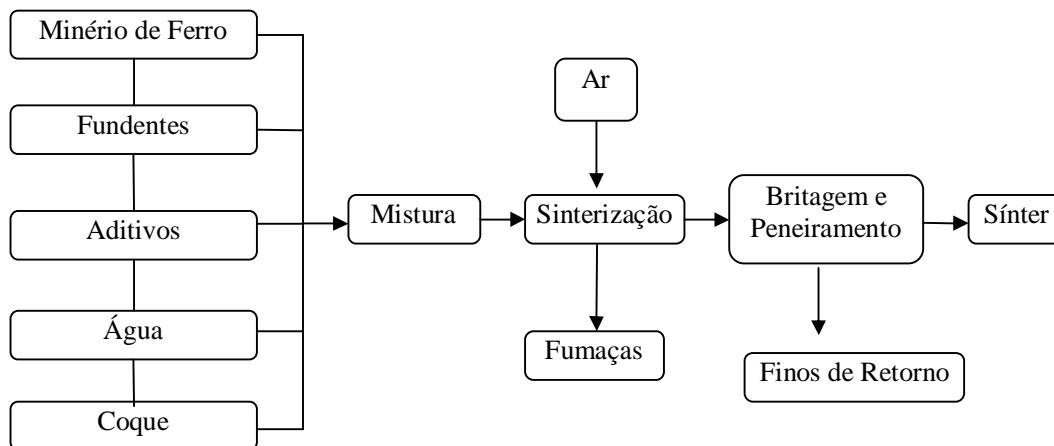 Minério de Ferro
Fundentes
Aditivos
Água
Coque
Mistura
Ar
Sinterização
Fumaças
Britagem e
Peneiramento
Finos de Retorno
Sínter